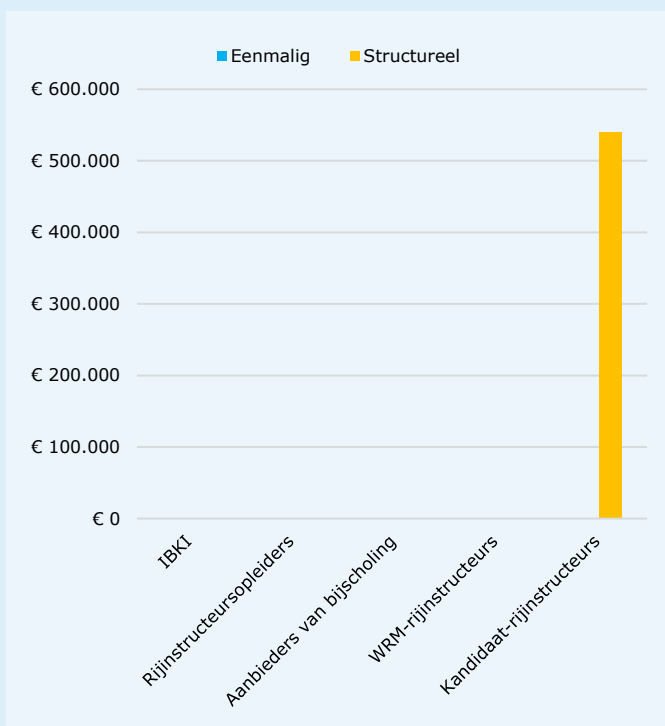 Eenmalig Structureel
€ 600.000
€ 500.000
€ 400.000
€ 300.000
€ 200.000
€ 100.000
€ 0
IBKI
Rijinstructeursopleiders
Aanbieders van bijscholing
WRM-rijinstructeurs
Kandidaat-rijinstructeurs